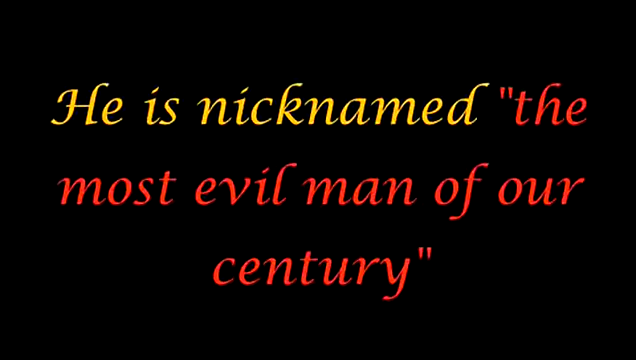 He is nicknamed "the
most evil man of our
century"